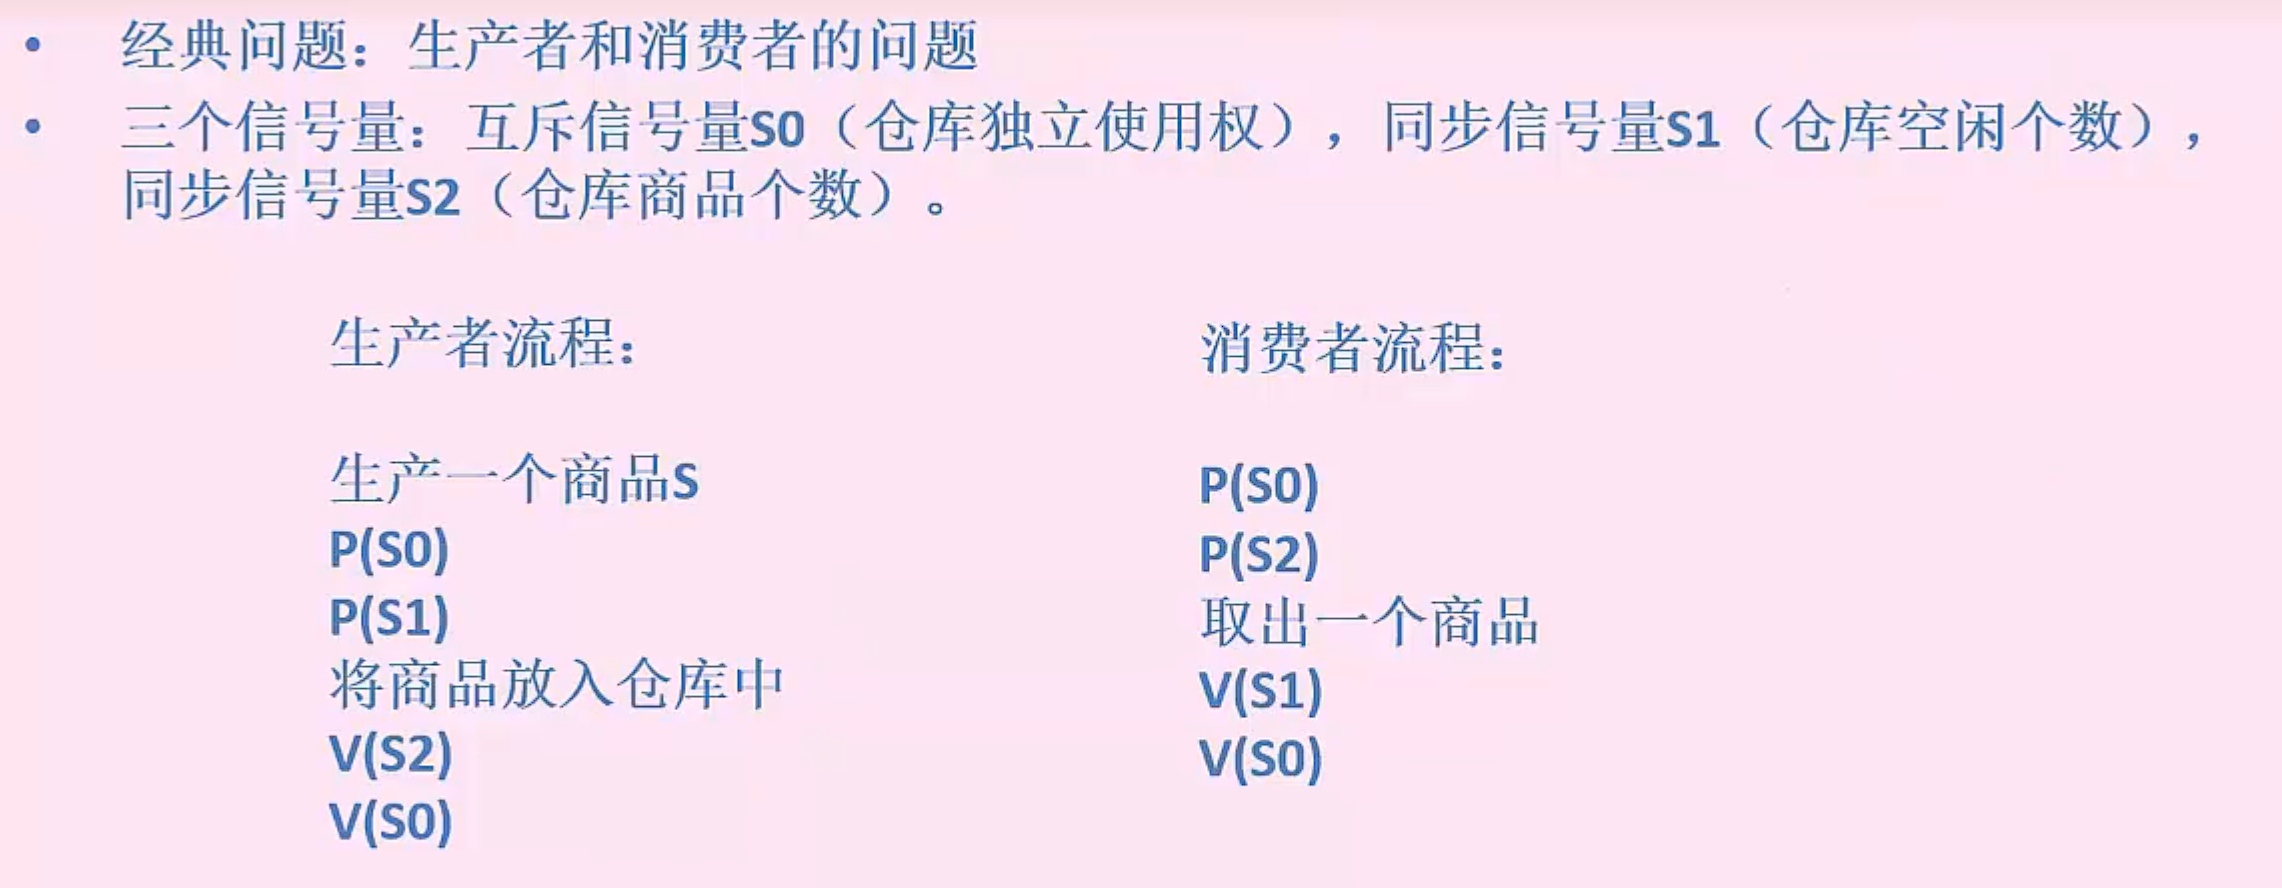 • 经典问题：生产者和消费者的问题
• 三个信号量：互斥信号量S0（仓库独立使用权），同步信号量S1（仓库空闲个数），
同步信号量S2（仓库商品个数）。
生产者流程：
生产一个商品S
P(S0)
P(S1)
将商品放入仓库中
V(S2)
V(S0)
消费者流程：
P(S0)
P(S2)
取出一个商品
V(S1)
V(S0)